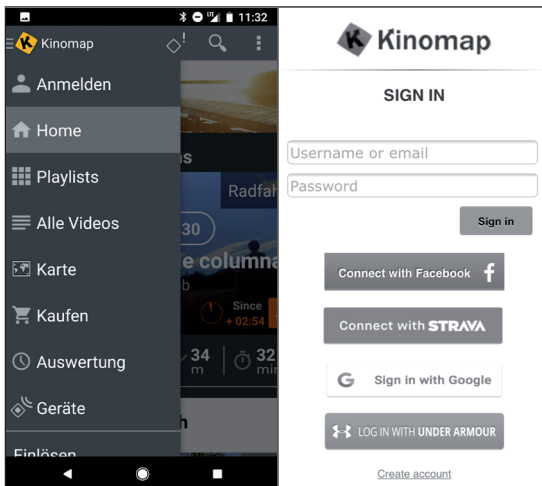 11:32
Kinomap
Anmelden
Home
Playlists
Alle Videos
Karte
Kaufen
Auswertung
Geräte
Einlösen
Radfah
30
e columna
b
Since
+ 02:54
34
m
32
min
h
Kinomap
SIGN IN
Username or email
Password
Sign in
Connect with Facebook
Connect with STRAVA
G Sign in with Google
LOG IN WITH UNDER ARMOUR
Create account